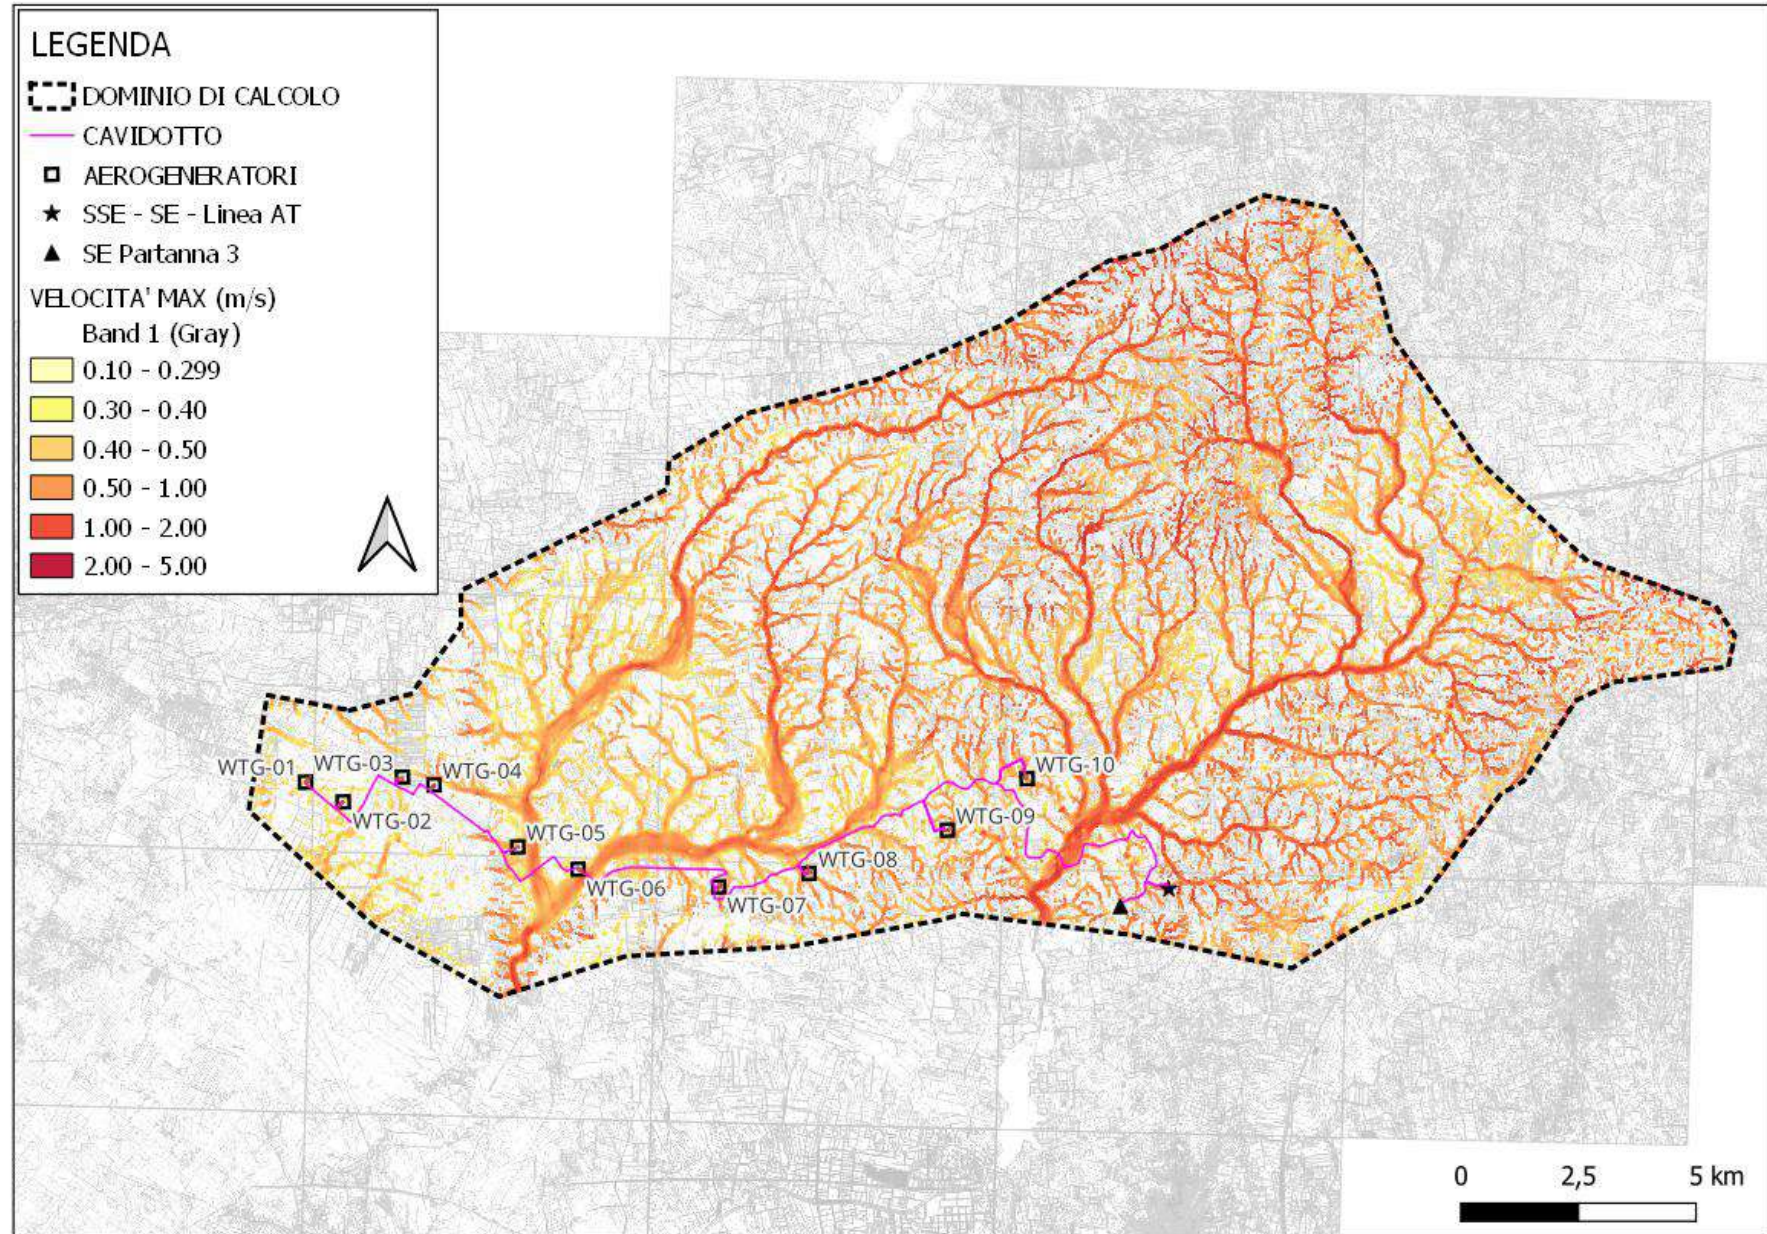 LEGENDA
DOMINIO DI CALCOLO
CAVIDOTTO
AEROGENERATORI
SSE - SE - Linea AT
SE Partanna 3
VELOCITA' MAX (m/s)
Band 1 (Gray)
0.10 - 0.299
0.30 - 0.40
0.40 - 0.50
0.50 - 1.00
1.00 - 2.00
2.00 - 5.00
WTG-01
WTG-03
WTG-04
WTG-02
WTG-05
WTG-06
WTG-07
WTG-08
WTG-09
WTG-10
0 2,5 5 km